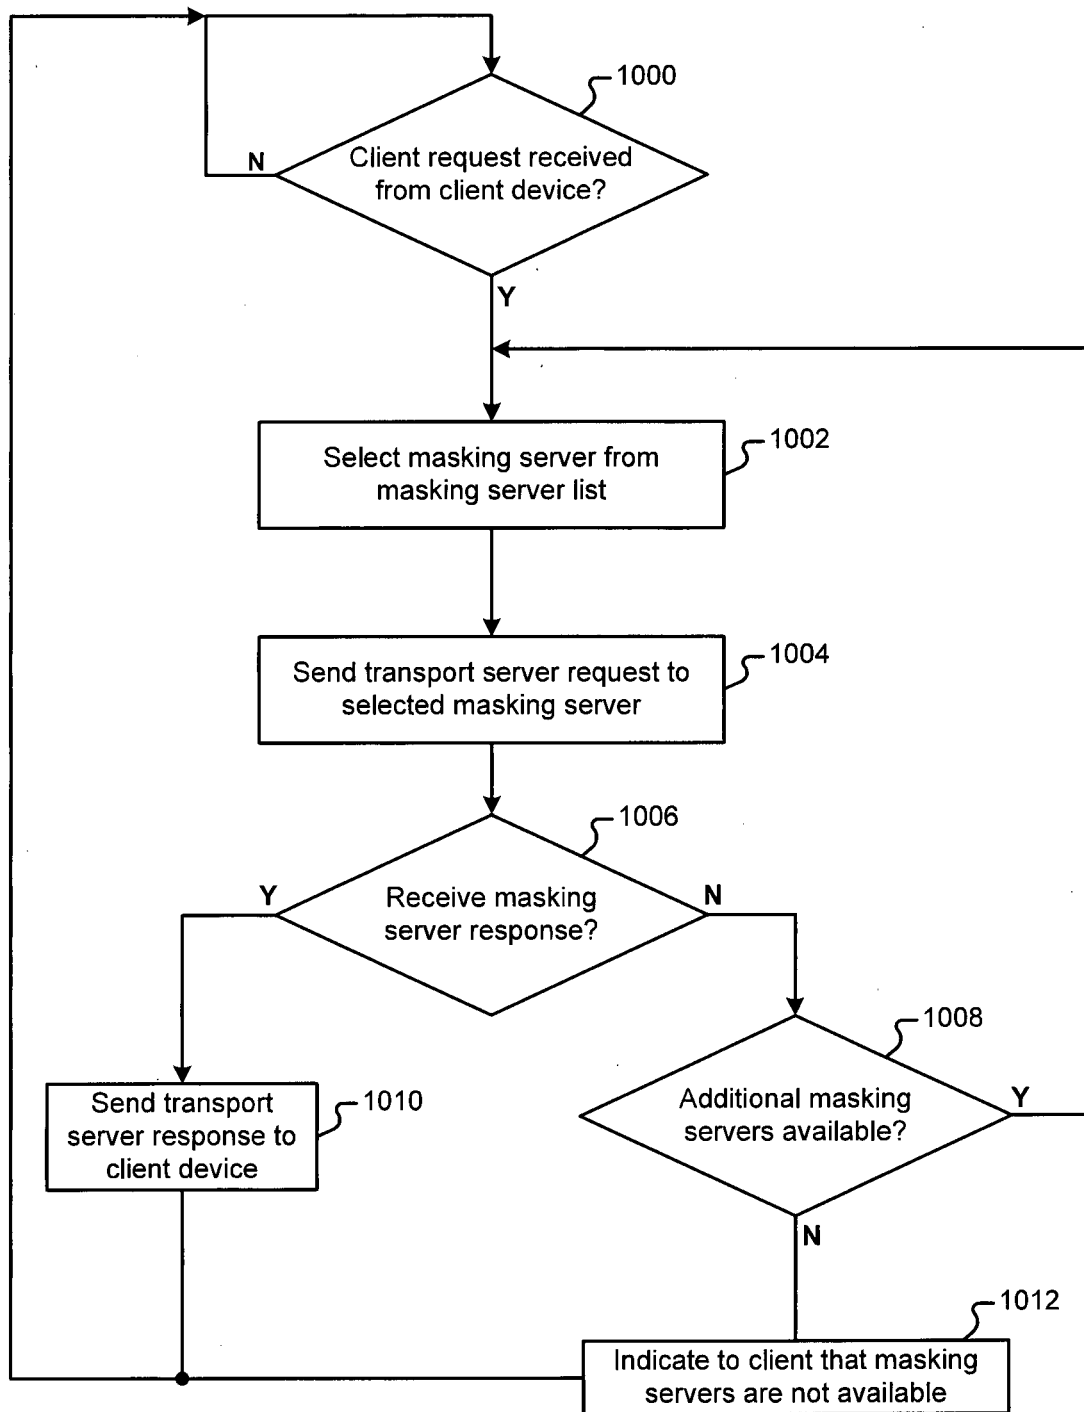 1000
Client request received
from client device?
N
Y
Select masking server from
masking server list
1002
Send transport server request to
selected masking server
1004
1006
Receive masking
server response?
Y
N
1008
Additional masking
servers available?
Y
N
Send transport
server response to
client device
1010
1012
Indicate to client that masking
servers are not available